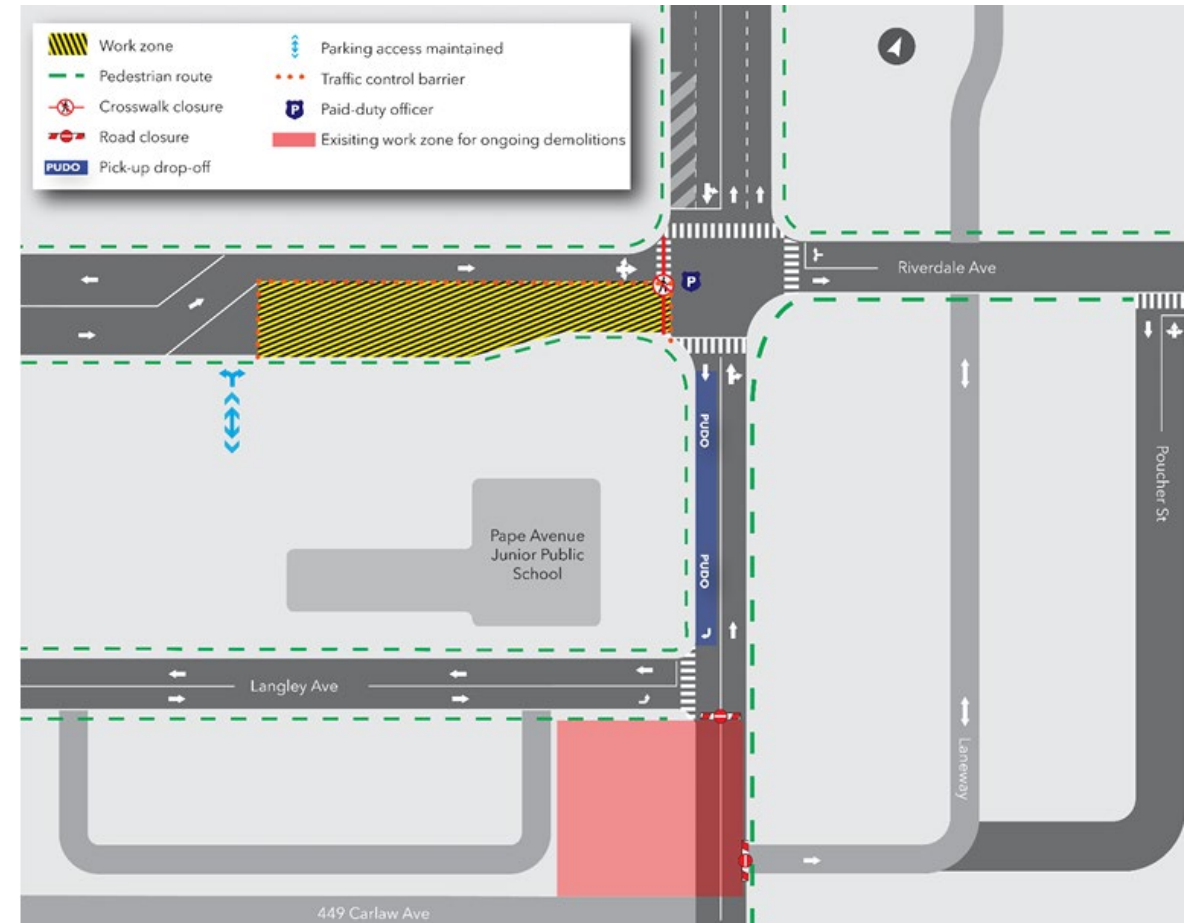 Work zone
Pedestrian route
Crosswalk closure
Road closure
PUDO
Pick-up drop-off
Parking access maintained
Traffic control barrier
P
Paid-duty officer
Exisiting work zone for ongoing demolitions
P
Riverdale Ave
PUDO
PUDO
Poucher St
Pape Avenue
Junior Public
School
Langley Ave
Laneway
449 Carlaw Ave